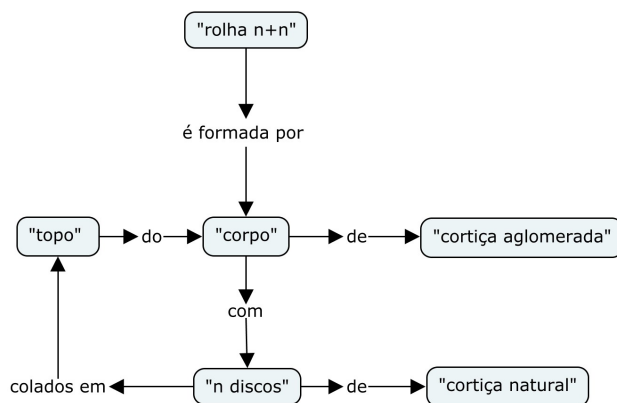 "rolha n+n"
é formada por
"topo" do "corpo" de "cortiça aglomerada"
com
colados em "n discos" de "cortiça natural"